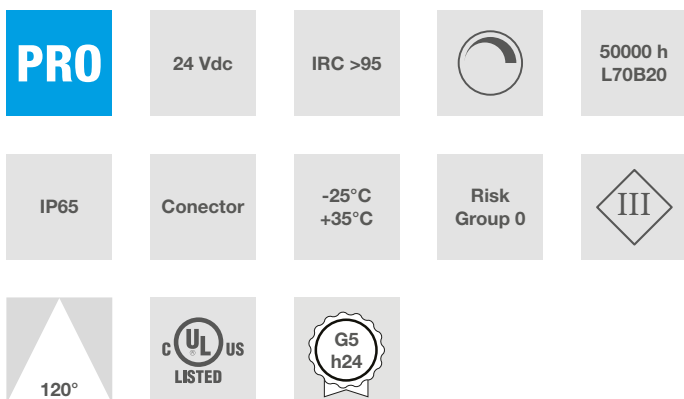 PRO
24 Vdc
IRC >95
50000 h
L70B20
IP65
Conector
-25°C
+35°C
Risk
Group 0
III
120°
C UL US
®
LISTED
G5
h24